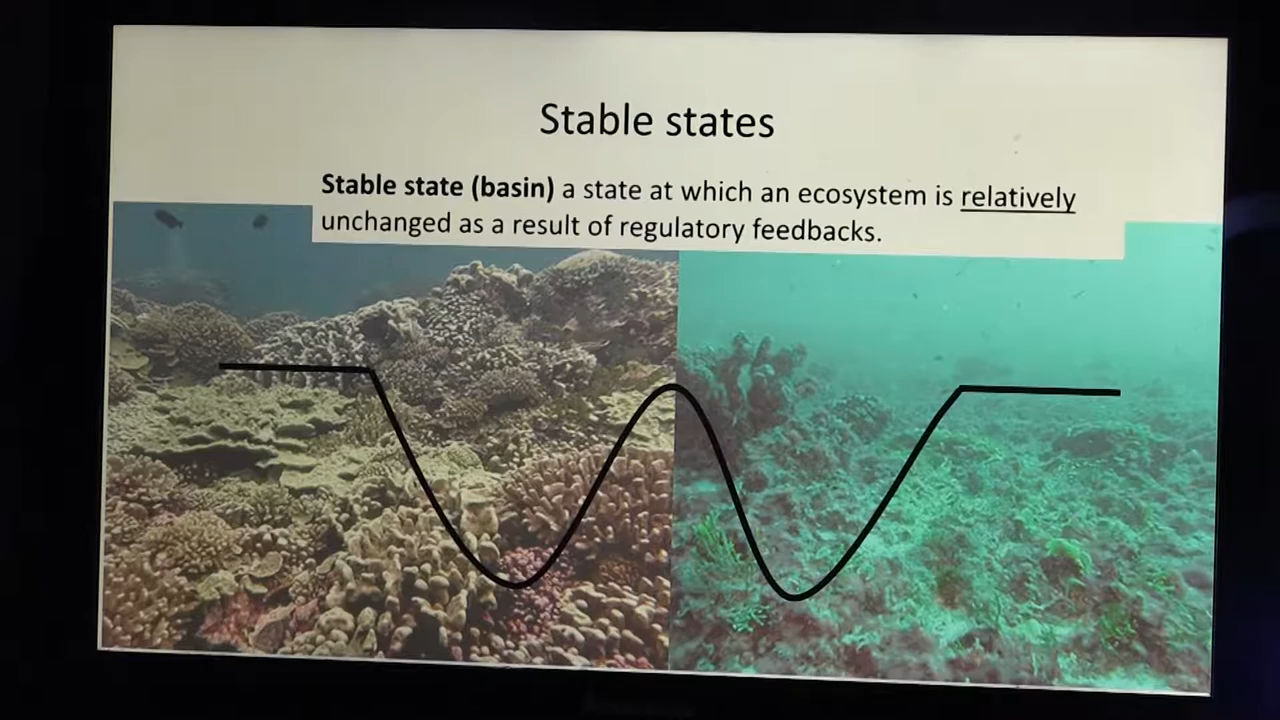 Stable states
Stable state (basin) a state at which an ecosystem is relatively
unchanged as a result of regulatory feedbacks.